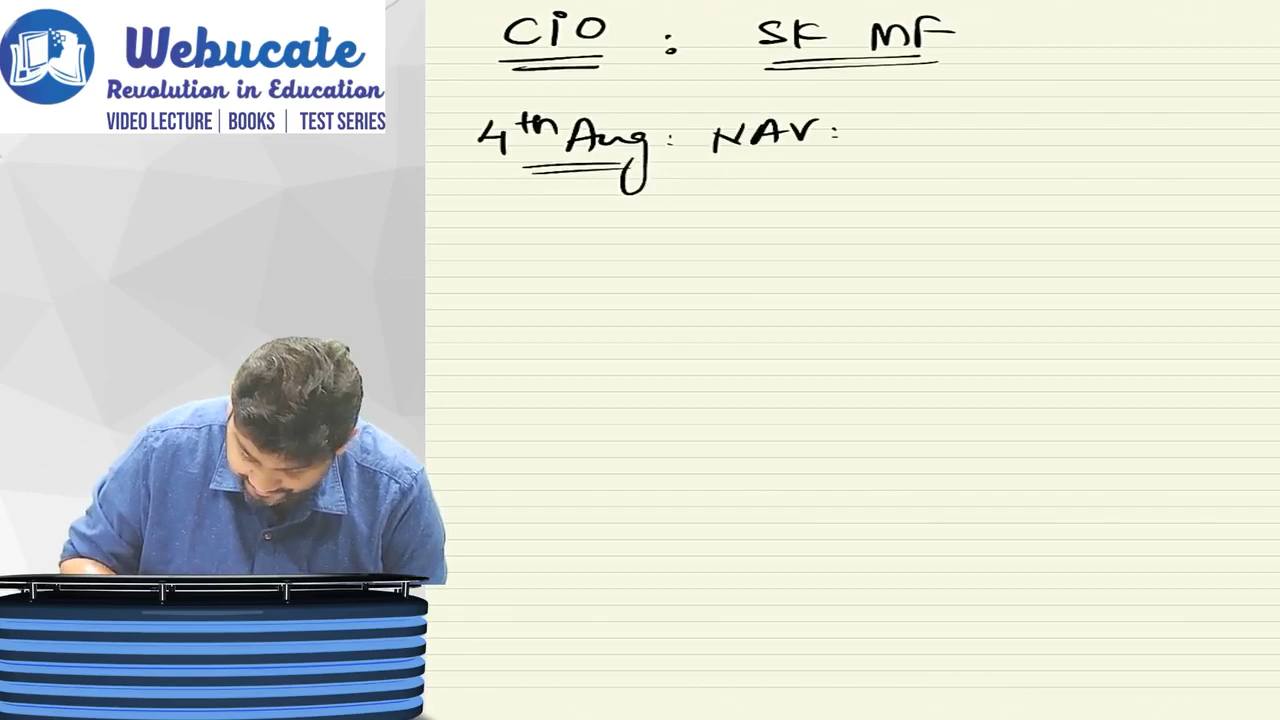 Webucate
Revolution in Education
VIDEO LECTURE | BOOKS | TEST SERIES
CiO : SK MF
4th Aug : NAV :